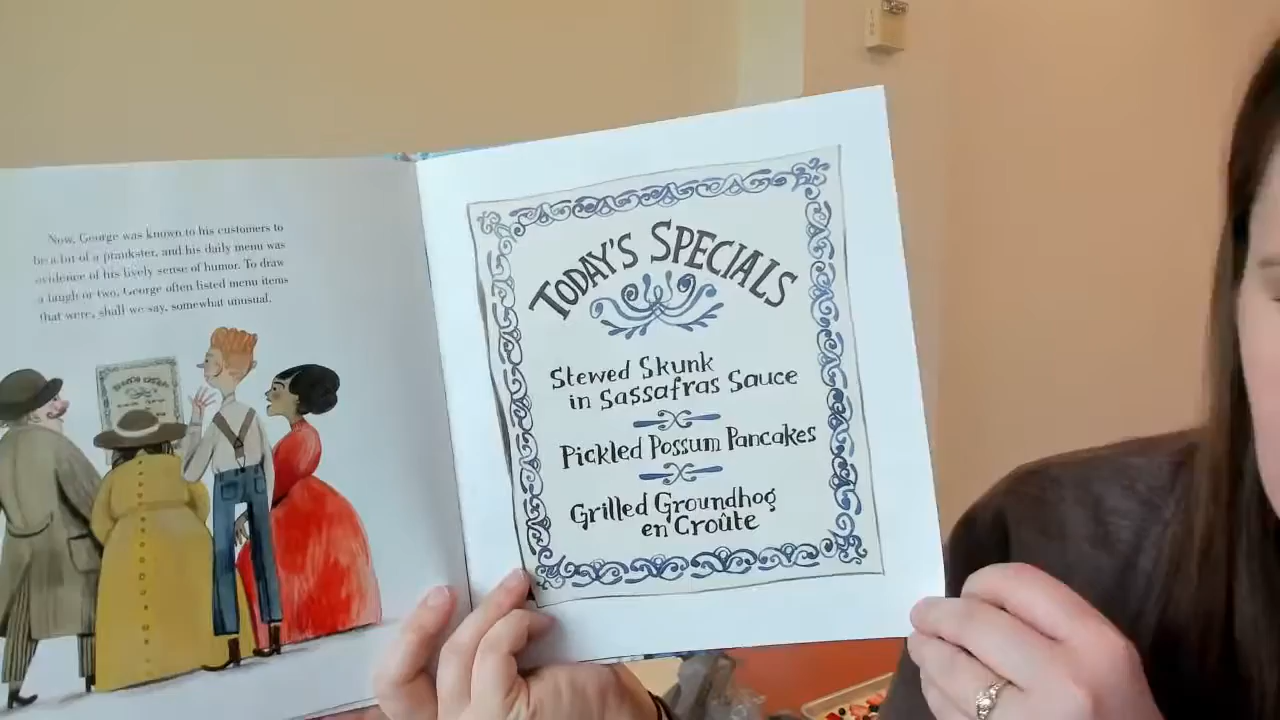 Now, George was known to his customers to
be a bit of a prankster, and his daily menu was
evidence of his lively sense of humor. To draw
a laugh or two, George often listed menu items
that were, shall we say, somewhat unusual.
TODAY'S SPECIALS
Stewed Skunk
in Sassafras Sauce
Pickled Possum Pancakes
Grilled Groundhog
en Croûte